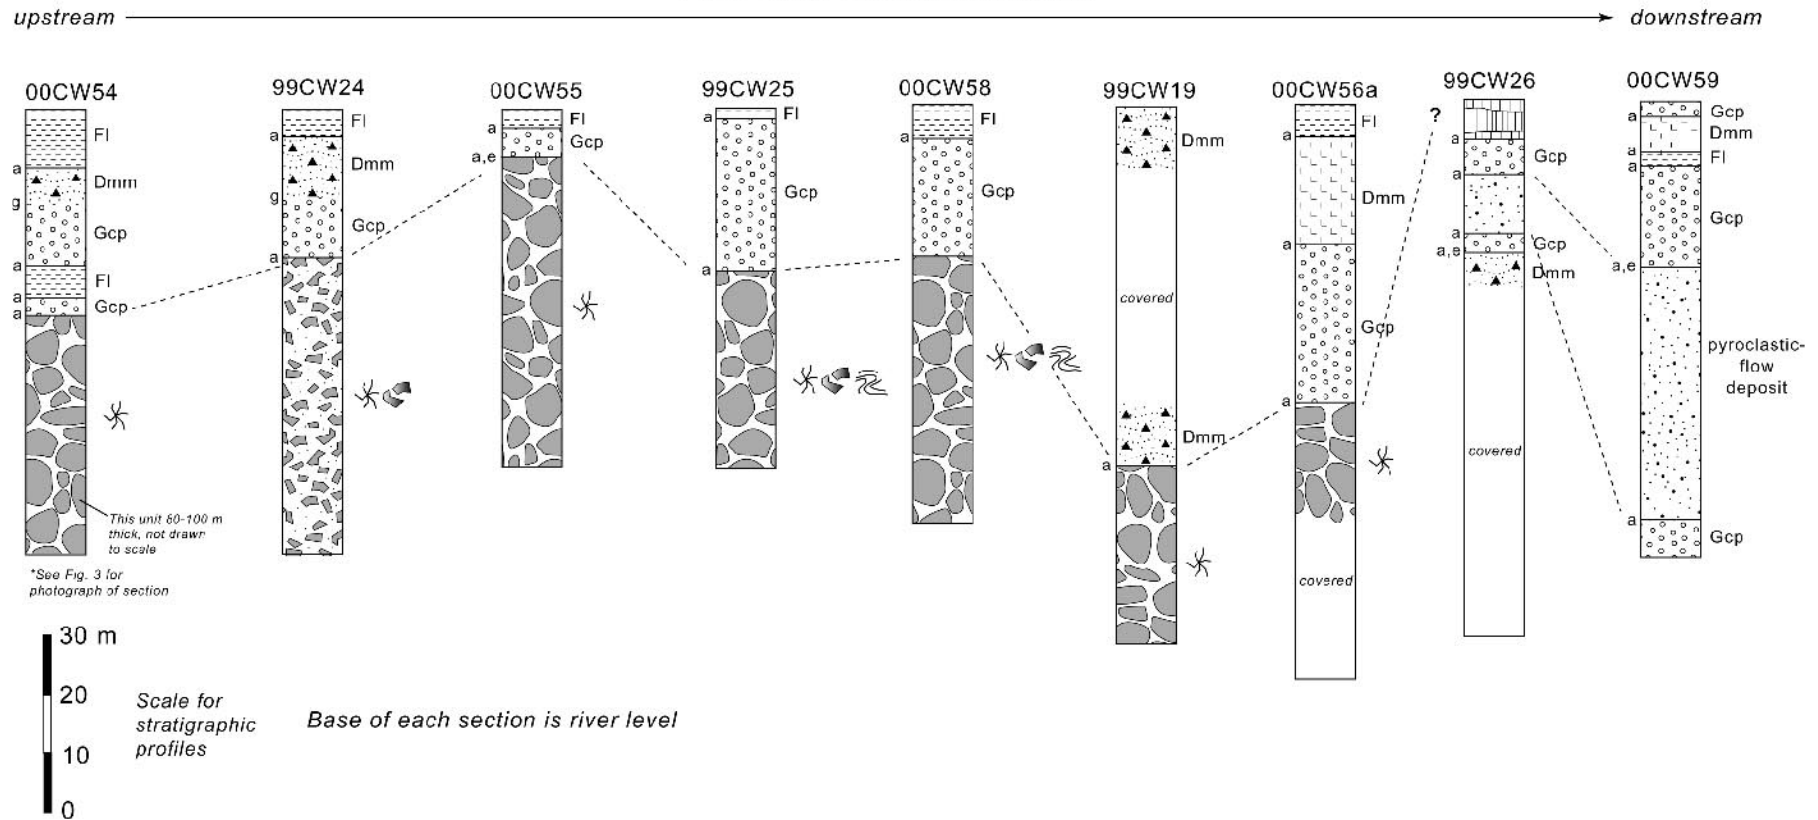 upstream
downstream
00CW54
99CW24
00CW55
99CW25
00CW58
99CW19
00CW56a
99CW26
00CW59
Fl
a
Dmm
g
Gcp
a
Fl
a
Gcp
a
This unit 80-100 m
thick, not drawn
to scale
*See Fig. 3 for
photograph of section
Fl
a
Dmm
g
Gcp
a
Fl
a
Gcp
a,e
Fl
a
Gcp
a
Fl
a
Gcp
a
Dmm
covered
Dmm
a
Fl
a
Dmm
a
Gcp
a
covered
?
a
Gcp
a
a
Gcp
a,e
Dmm
covered
Gcp
a
Dmm
a
Fl
a
Gcp
a,e
pyroclastic-
flow
deposit
a
Gcp
30 m
20
10
0
Scale for
stratigraphic
profiles
Base of each section is river level